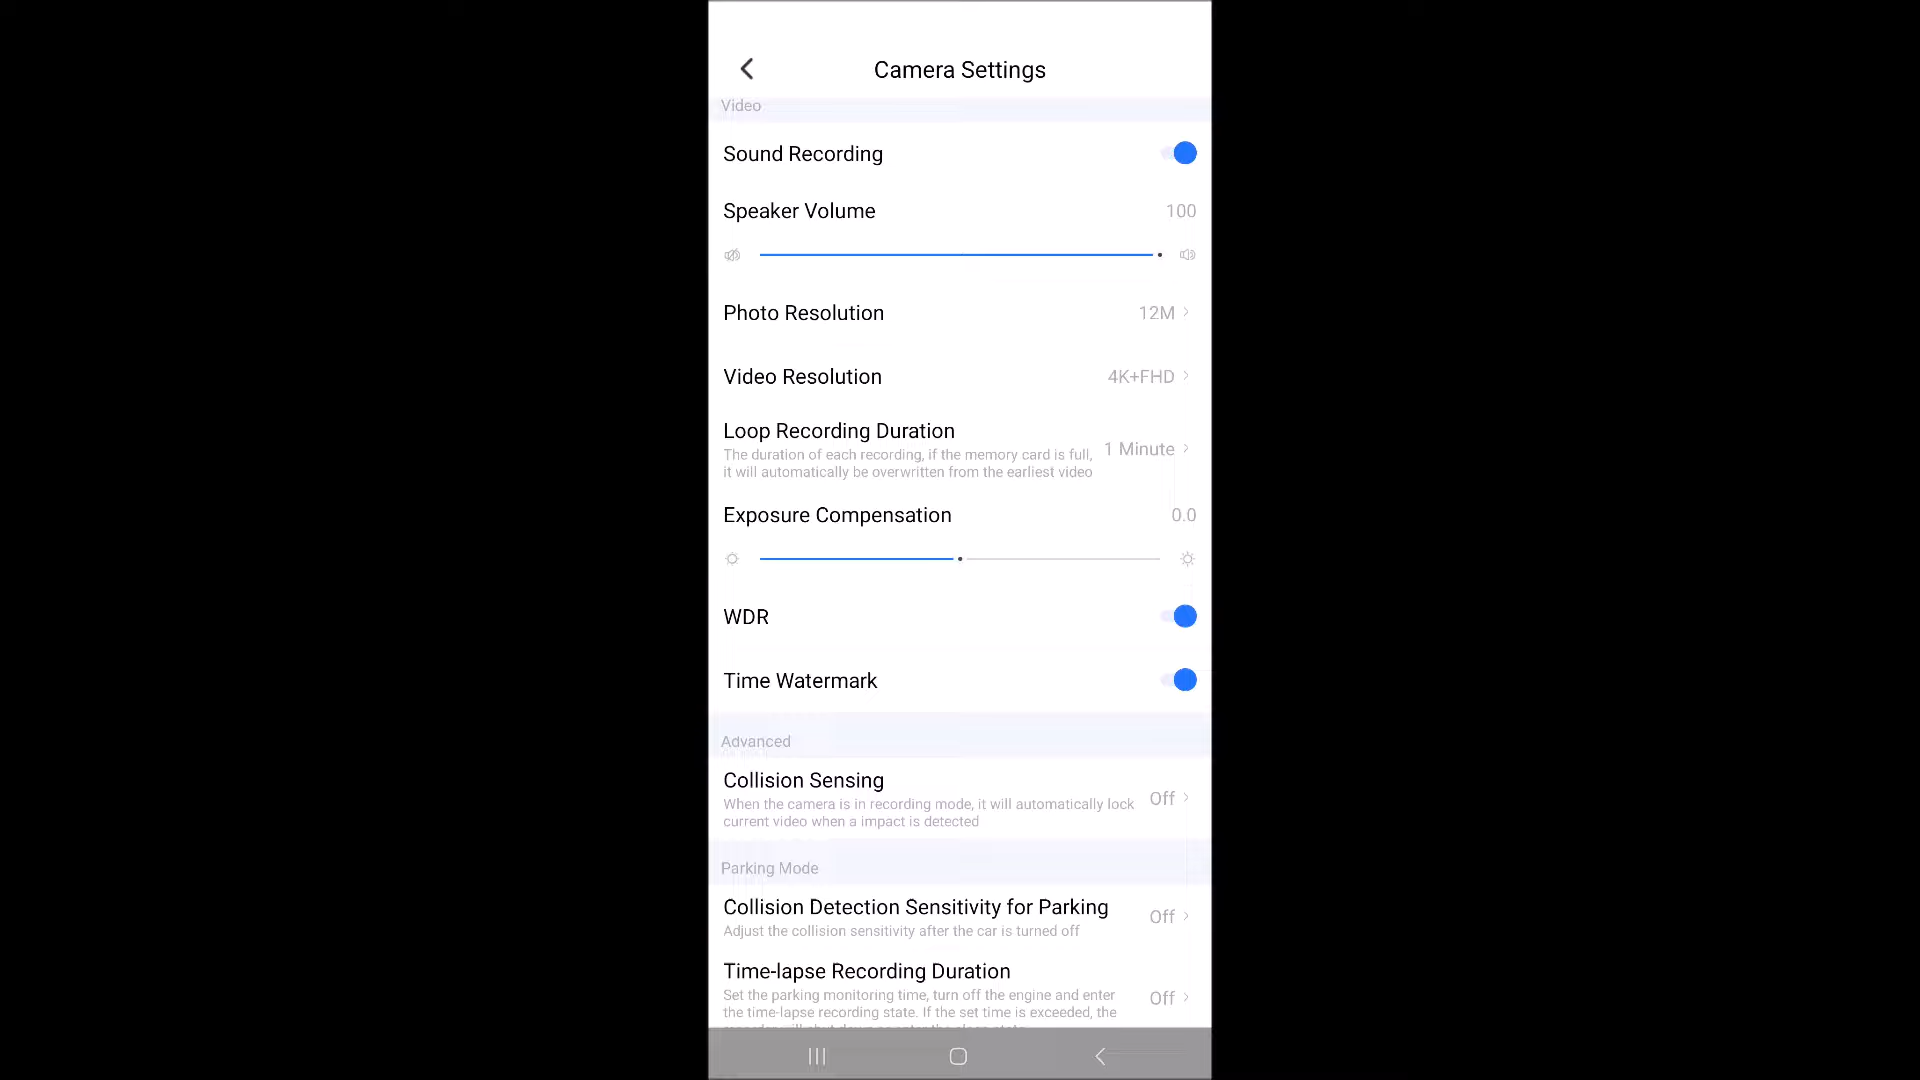 Camera Settings
Video
Sound Recording
Speaker Volume 100
Photo Resolution 12M
Video Resolution 4K+FHD
Loop Recording Duration
The duration of each recording, if the memory card is full,
it will automatically be overwritten from the earliest video
1 Minute
Exposure Compensation 0.0
WDR
Time Watermark
Advanced
Collision Sensing
When the camera is in recording mode, it will automatically lock
current video when a impact is detected
Off
Parking Mode
Collision Detection Sensitivity for Parking
Adjust the collision sensitivity after the car is turned off
Off
Time-lapse Recording Duration
Set the parking monitoring time, turn off the engine and enter
the time-lapse recording state. If the set time is exceeded, the
Off